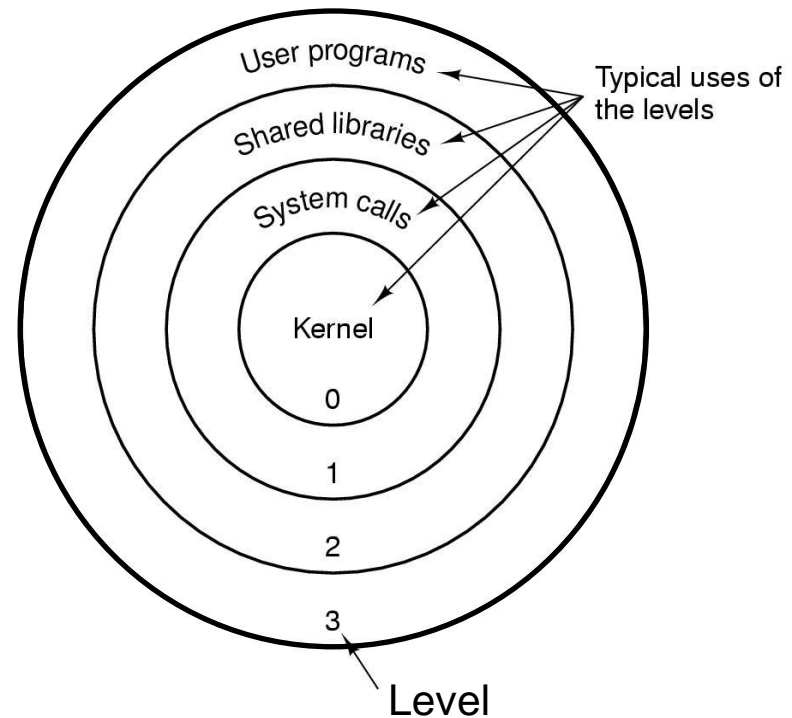 User programs
Typical uses of
the levels
Shared libraries
System calls
Kernel
0
1
2
3
Level